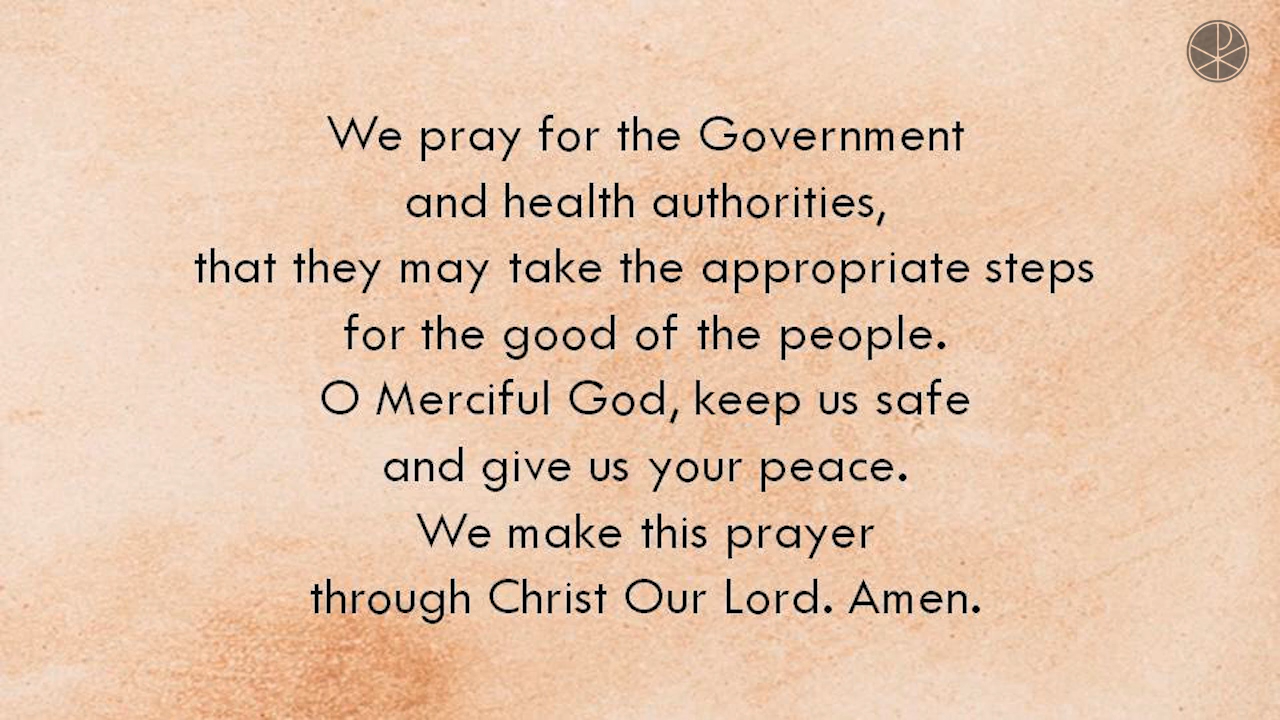 We pray for the Government
and health authorities,
that they may take the appropriate steps
for the good of the people.
O Merciful God, keep us safe
and give us your peace.
We make this prayer
through Christ Our Lord. Amen.